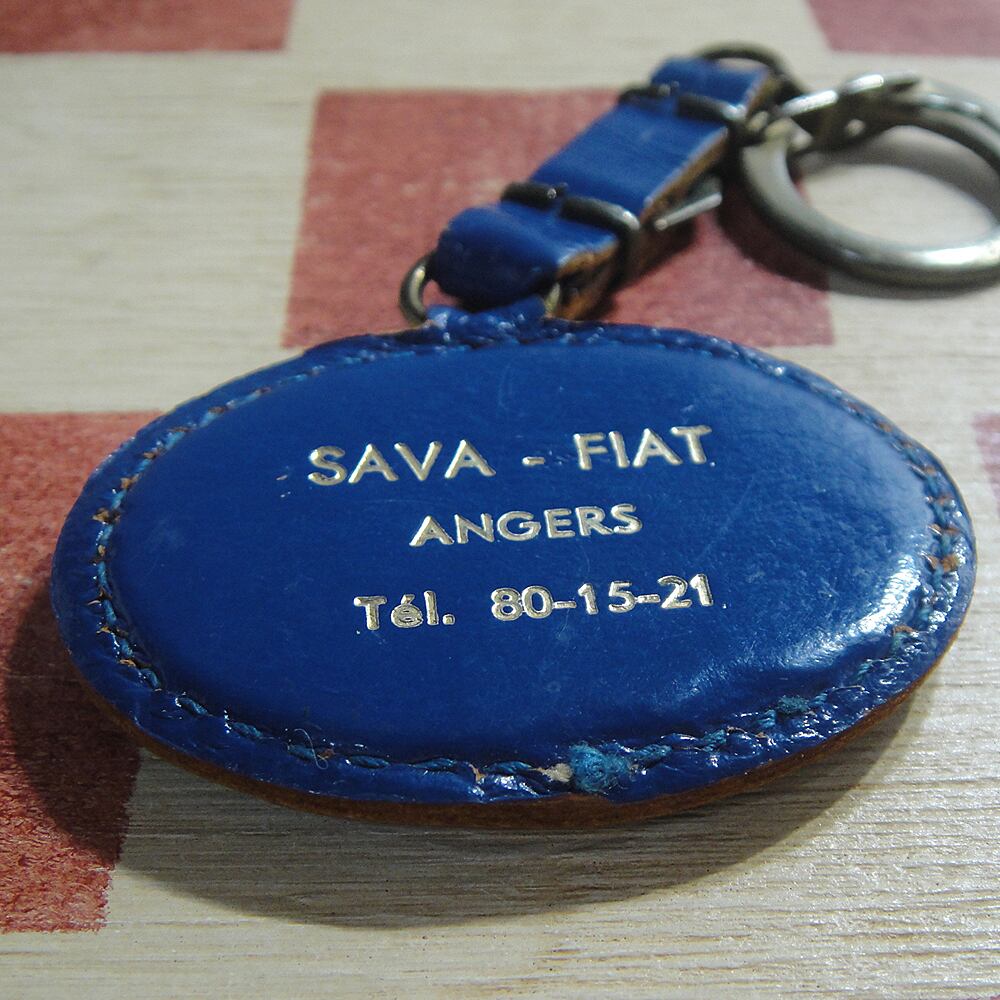 SAVA - FIAT
ANGERS
Tél. 80-15-21